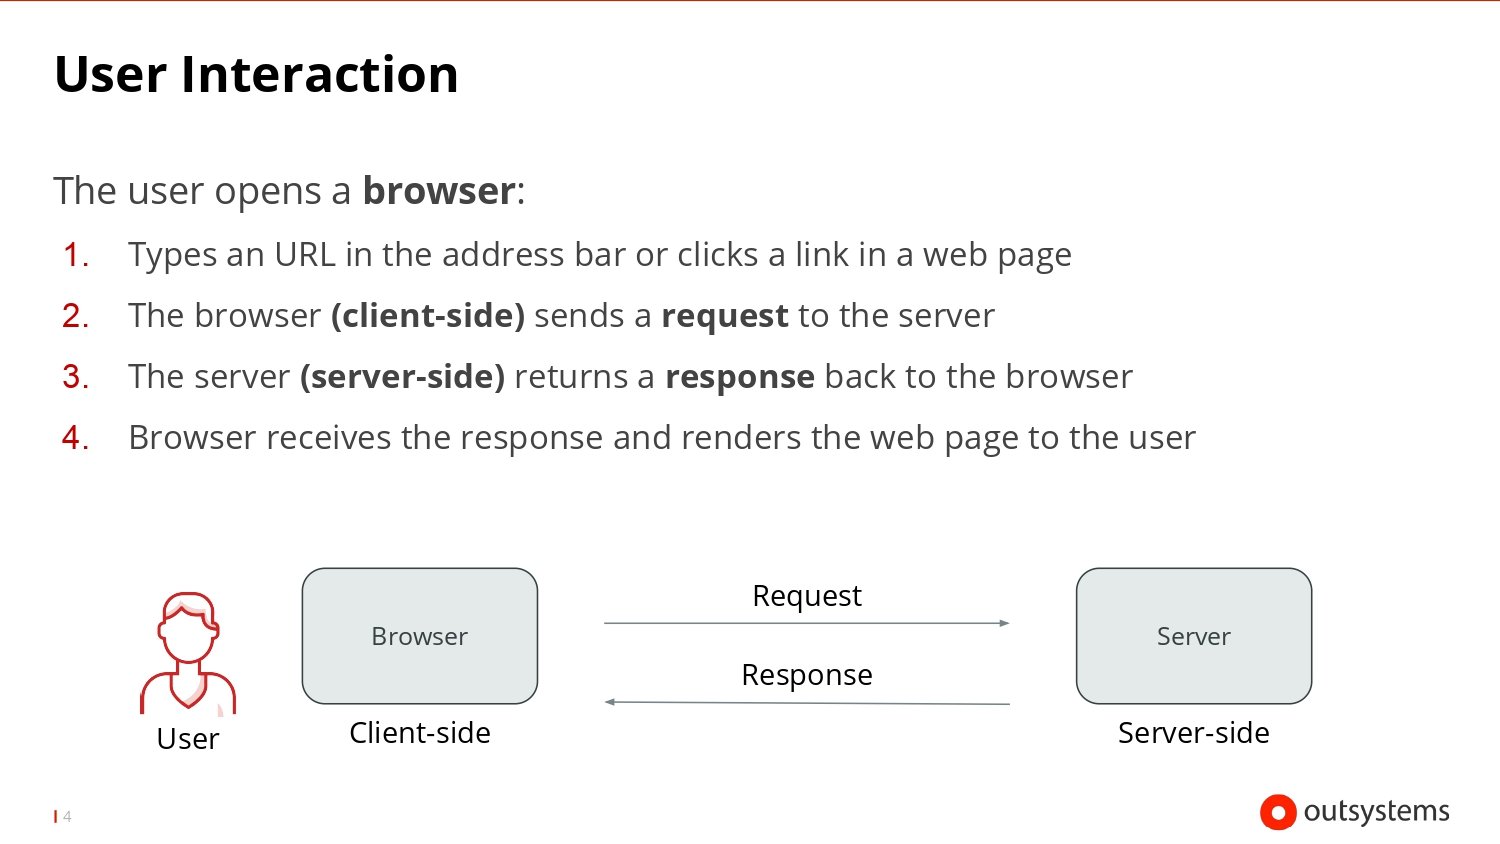 User Interaction
The user opens a browser:
1. Types an URL in the address bar or clicks a link in a web page
2. The browser (client-side) sends a request to the server
3. The server (server-side) returns a response back to the browser
4. Browser receives the response and renders the web page to the user
Request
Browser
Server
Response
User
Client-side
Server-side
4
outsystems